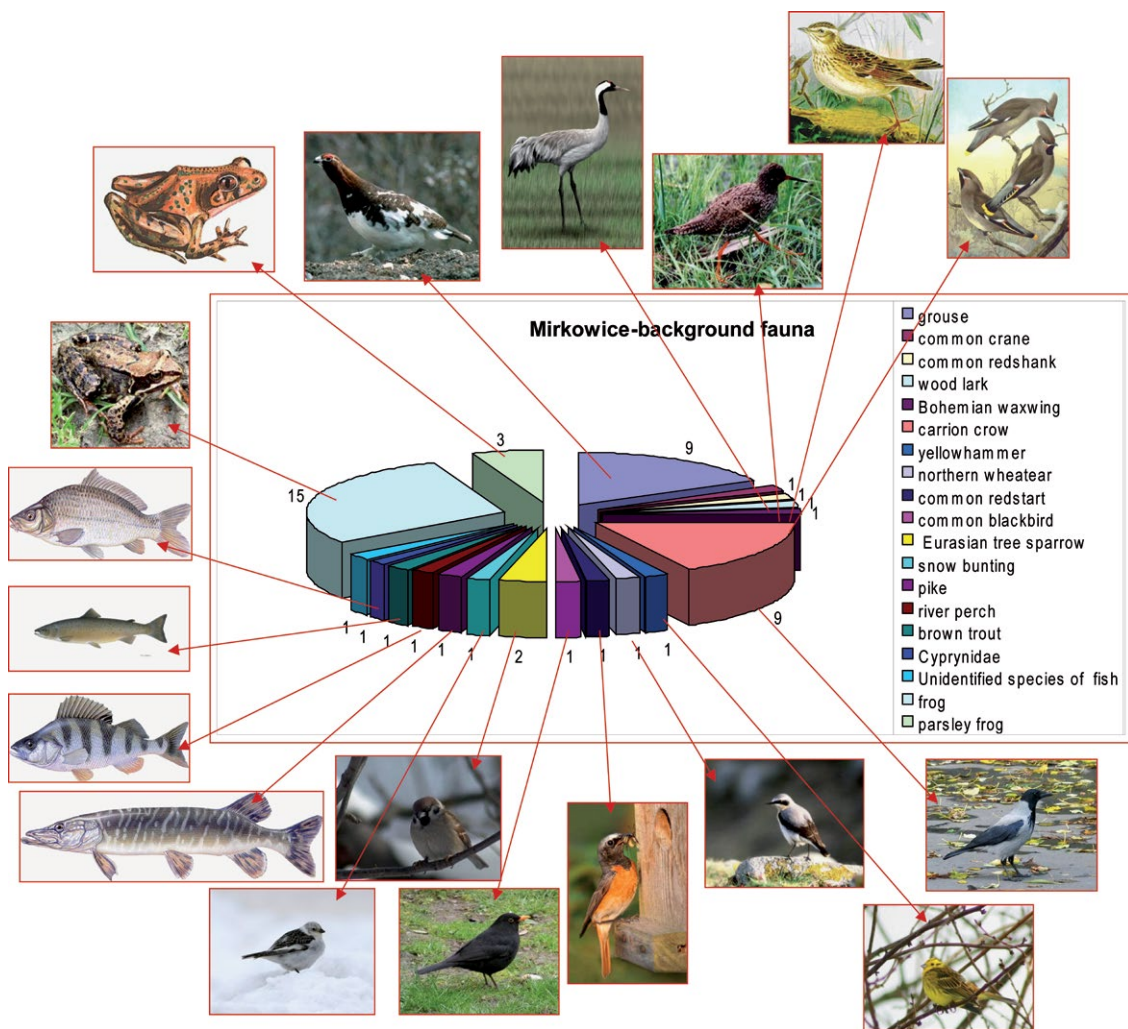 Mirkowice-background fauna
grouse
common crane
common redshank
wood lark
Bohemian waxwing
carrion crow
yellowhammer
northern wheatear
common redstart
common blackbird
Eurasian tree sparrow
snow bunting
pike
river perch
brown trout
Cyprynidae
Unidentified species of fish
frog
parsley frog
3
9
15
1
1
1
1
9
1
1
1
1
2
1
1
1
1
1
1